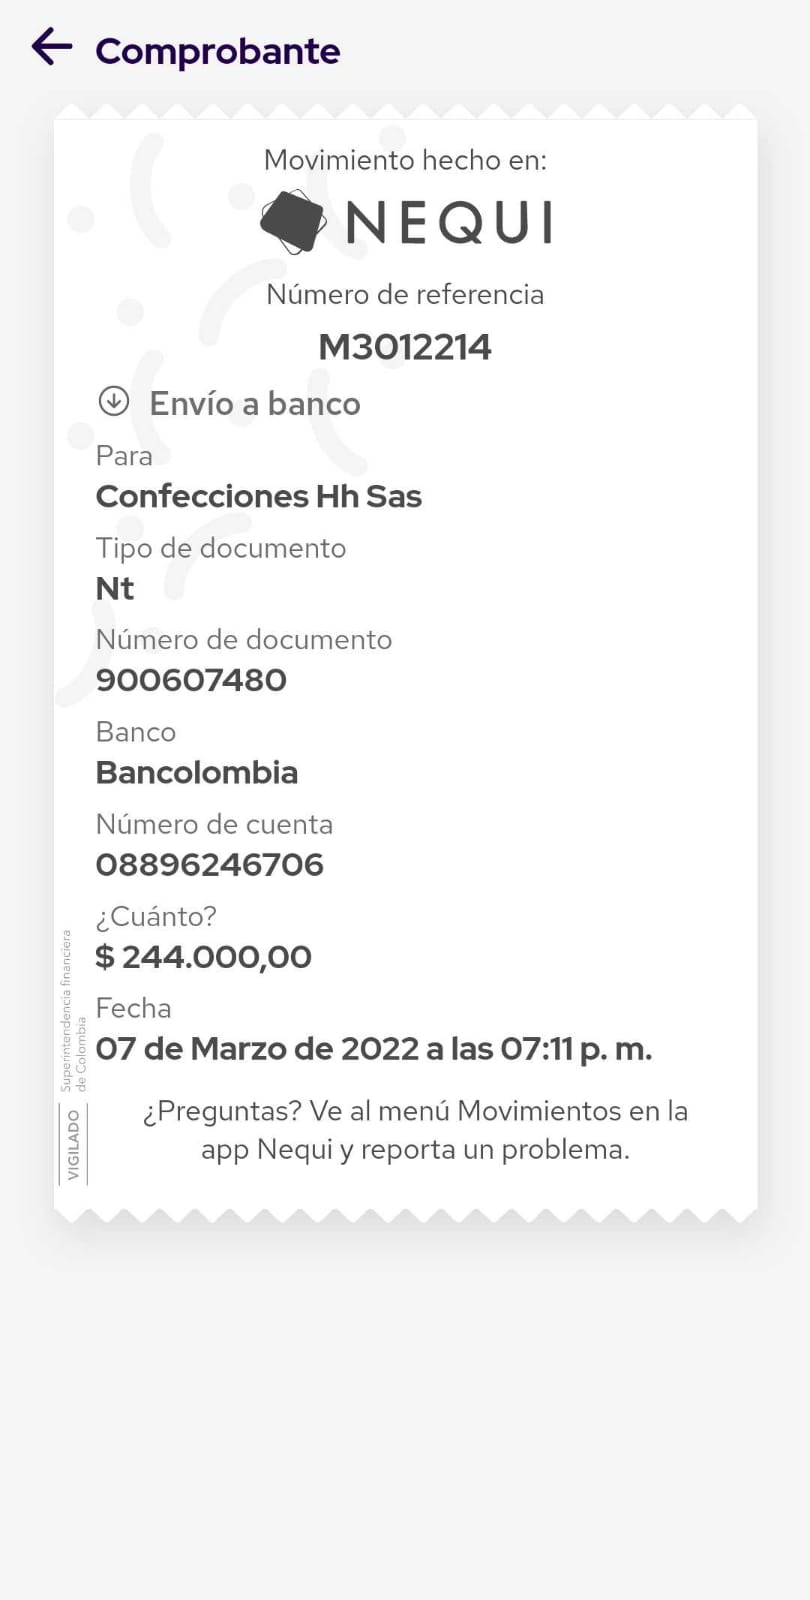 Comprobante
Movimiento hecho en:
NEQUI
Número de referencia
M3012214
Envío a banco
Para
Confecciones Hh Sas
Tipo de documento
Nt
Número de documento
900607480
Banco
Bancolombia
Número de cuenta
08896246706
¿Cuánto?
$ 244.000,00
Fecha
07 de Marzo de 2022 a las 07:11 p. m.
¿Preguntas? Ve al menú Movimientos en la
app Nequi y reporta un problema.
VIGILADO
Superintendencia financiera
de Colombia